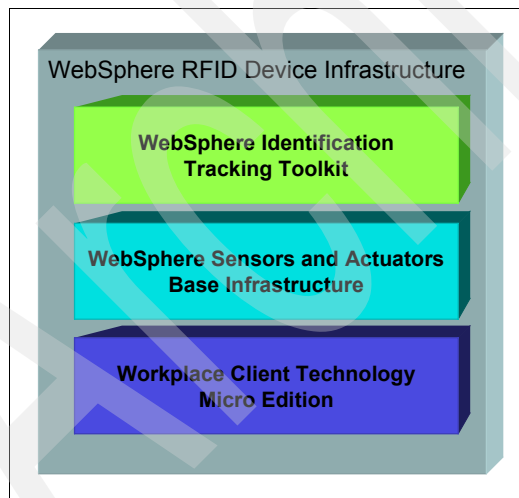 WebSphere RFID Device Infrastructure
WebSphere Identification
Tracking Toolkit
WebSphere Sensors and Actuators
Base Infrastructure
Workplace Client Technology
Micro Edition